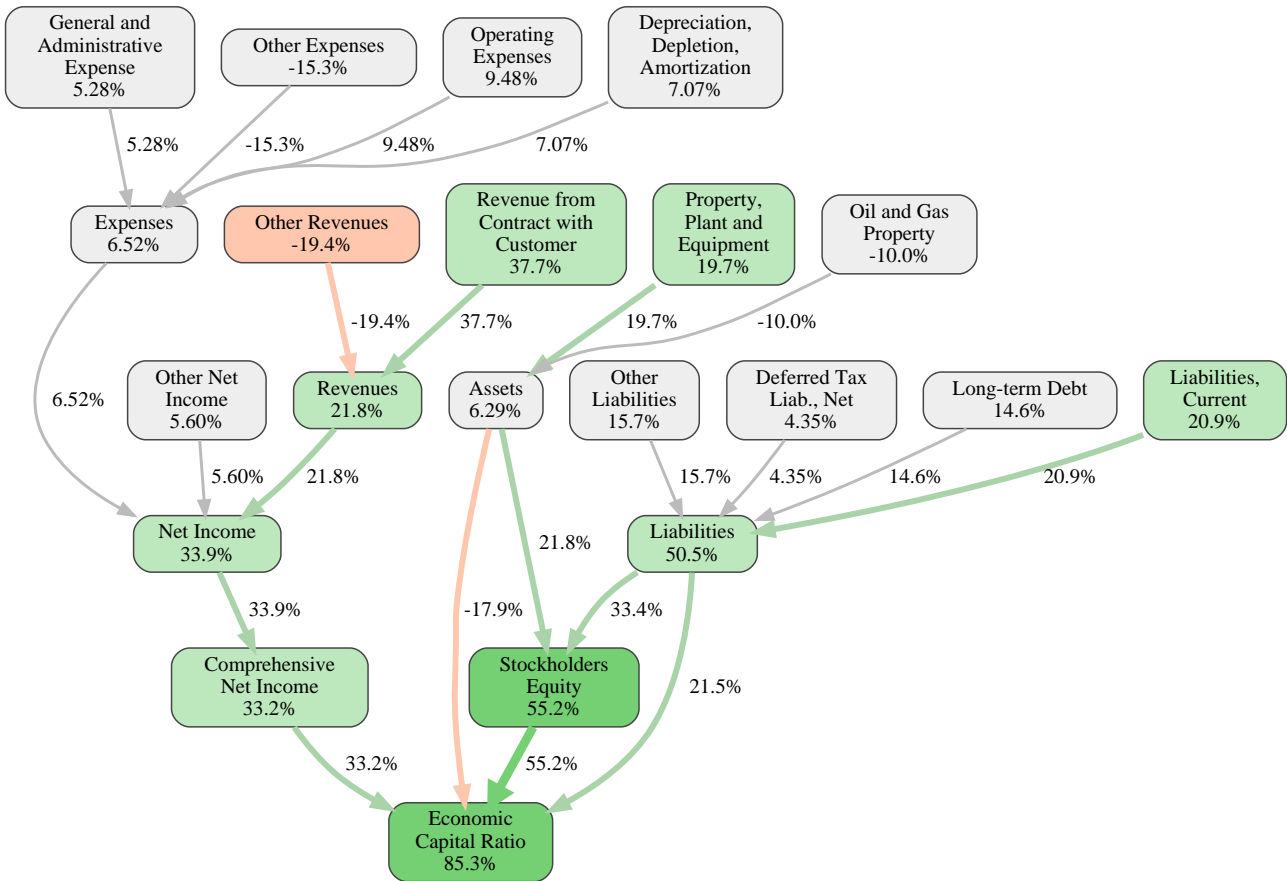 General and
Administrative
Expense
5.28%
Other Expenses
-15.3%
Operating
Expenses
9.48%
Depreciation,
Depletion,
Amortization
7.07%
5.28%
-15.3%
9.48%
7.07%
Expenses
6.52%
Other Revenues
-19.4%
Revenue from
Contract with
Customer
37.7%
Property,
Plant and
Equipment
19.7%
Oil and Gas
Property
-10.0%
-19.4%
37.7%
19.7%
-10.0%
6.52%
Other Net
Income
5.60%
Revenues
21.8%
Assets
6.29%
Other
Liabilities
15.7%
Deferred Tax
Liab., Net
4.35%
Long-term Debt
14.6%
Liabilities,
Current
20.9%
5.60%
21.8%
15.7%
4.35%
14.6%
20.9%
Net Income
33.9%
21.8%
Liabilities
50.5%
33.9%
-17.9%
33.4%
21.5%
Comprehensive
Net Income
33.2%
Stockholders
Equity
55.2%
33.2%
55.2%
Economic
Capital Ratio
85.3%